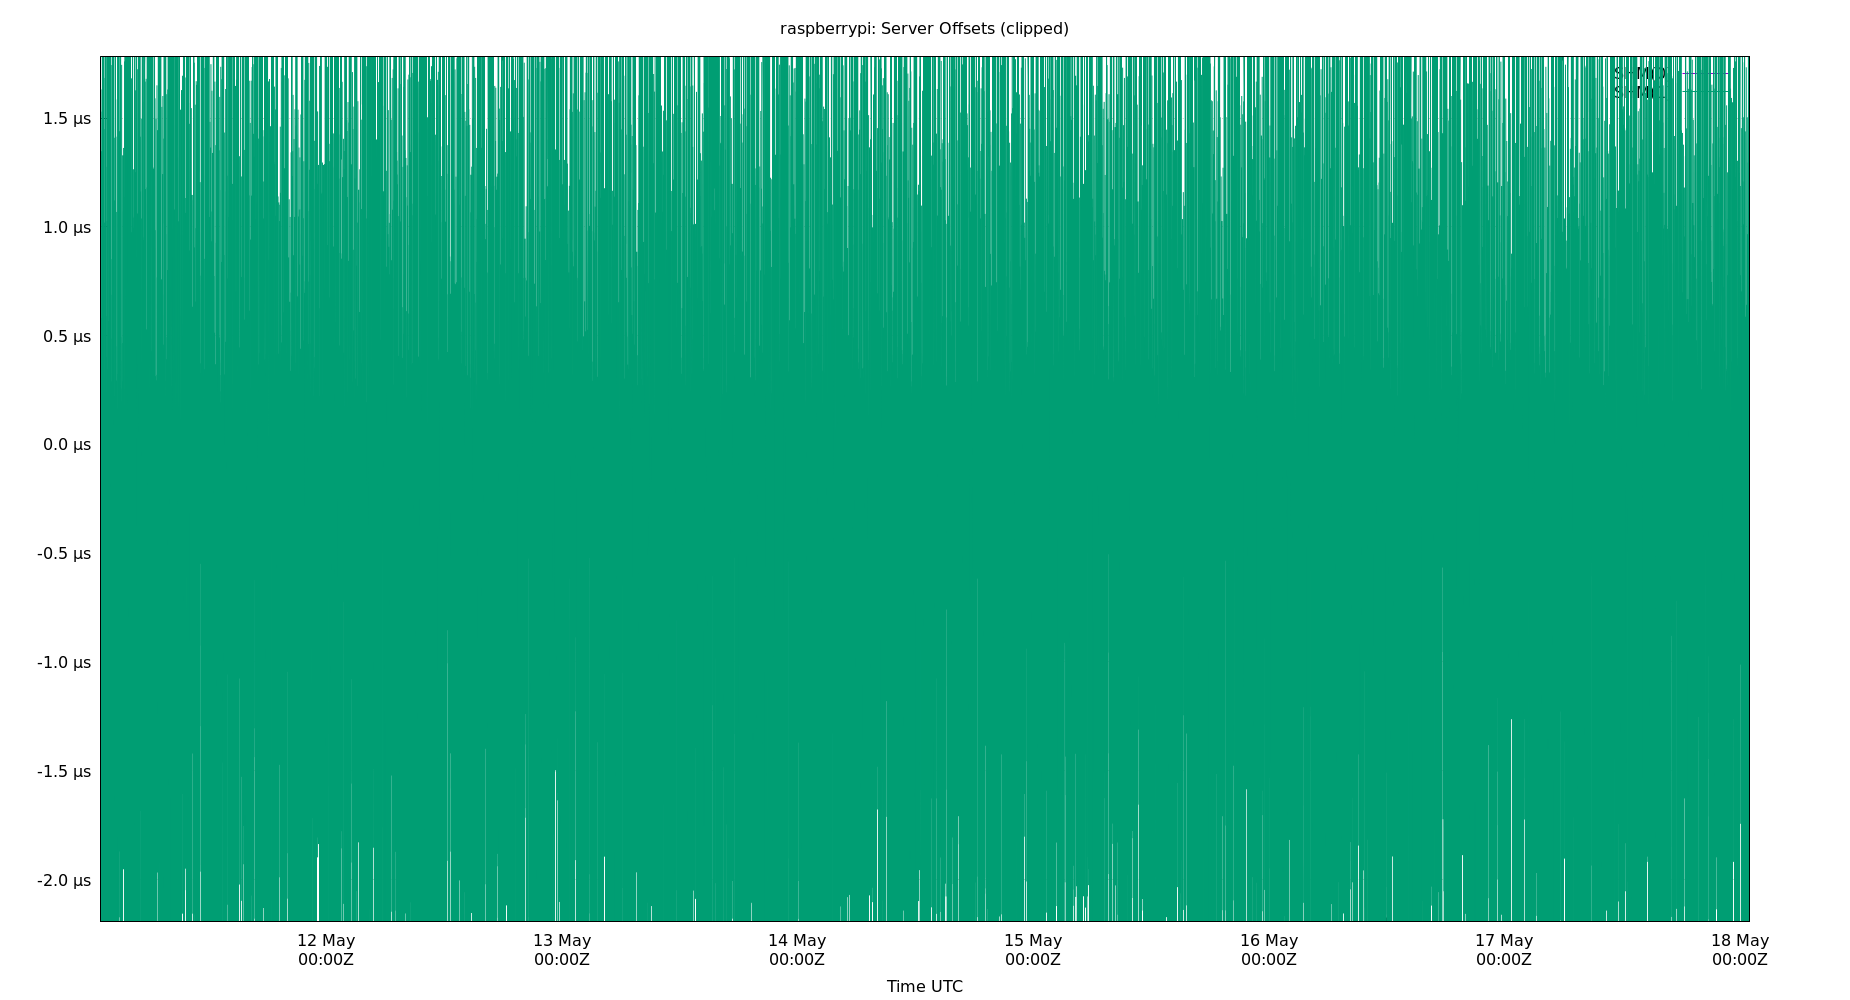 raspberrypi: Server Offsets (clipped)
1.5 µs
1.0 µs
0.5 µs
0.0 µs
-0.5 µs
-1.0 µs
-1.5 µs
-2.0 µs
12 May
00:00Z
13 May
00:00Z
14 May
00:00Z
15 May
00:00Z
16 May
00:00Z
17 May
00:00Z
18 May
00:00Z
Time UTC